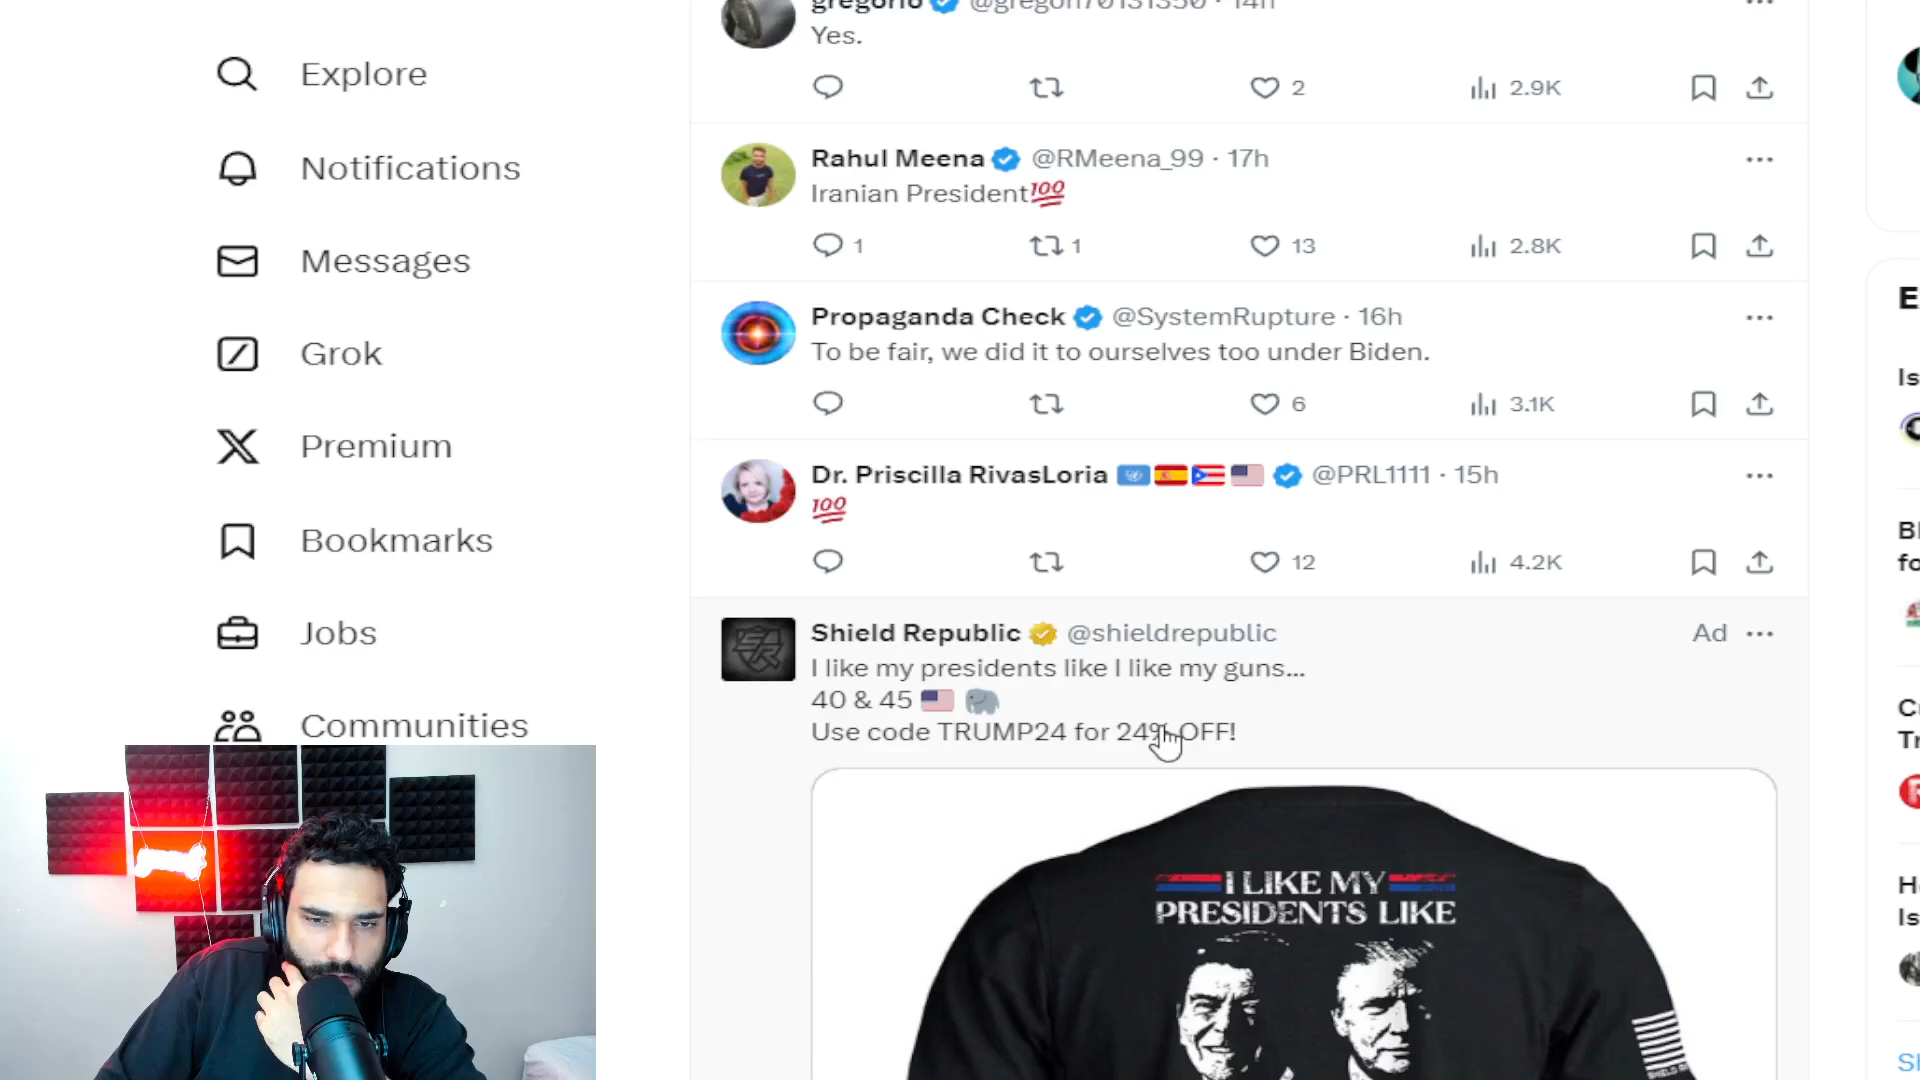 Explore
Notifications
Messages
Grok
Premium
Bookmarks
Jobs
Communities
gregorio @gregori70131350 · 14h
Yes.
2 2.9K
Rahul Meena @RMeena_99 · 17h
Iranian President💯
1 1 13 2.8K
Propaganda Check @SystemRupture · 16h
To be fair, we did it to ourselves too under Biden.
6 3.1K
Dr. Priscilla RivasLoria @PRL1111 · 15h
💯
12 4.2K
Shield Republic @shieldrepublic Ad
I like my presidents like I like my guns...
40 & 45
Use code TRUMP24 for 24% OFF!
I LIKE MY
PRESIDENTS LIKE